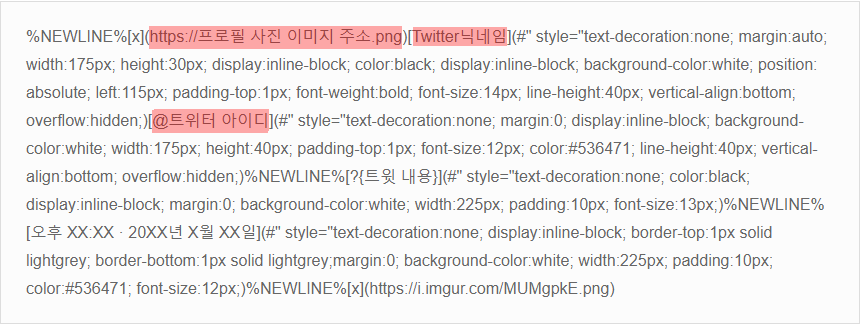 %NEWLINE%[x](https://프로필 사진 이미지 주소.png)[Twitter닉네임](#" style="text-decoration:none; margin:auto;
width:175px; height:30px; display:inline-block; color:black; display:inline-block; background-color:white; position:
absolute; left:115px; padding-top:1px; font-weight:bold; font-size:14px; line-height:40px; vertical-align:bottom;
overflow:hidden;)[@트위터 아이디](#" style="text-decoration:none; margin:0; display:inline-block; background-
color:white; width:175px; height:40px; padding-top:1px; font-size:12px; color:#536471; line-height:40px; vertical-
align:bottom; overflow:hidden;)%NEWLINE%[?{트윗 내용}](#" style="text-decoration:none; color:black;
display:inline-block; margin:0; background-color:white; width:225px; padding:10px; font-size:13px;)%NEWLINE%
[오후 XX:XX · 20XX년 X월 XX일](#" style="text-decoration:none; display:inline-block; border-top:1px solid
lightgrey; border-bottom:1px solid lightgrey;margin:0; background-color:white; width:225px; padding:10px;
color:#536471; font-size:12px;)%NEWLINE%[x](https://i.imgur.com/MUMgpkE.png)